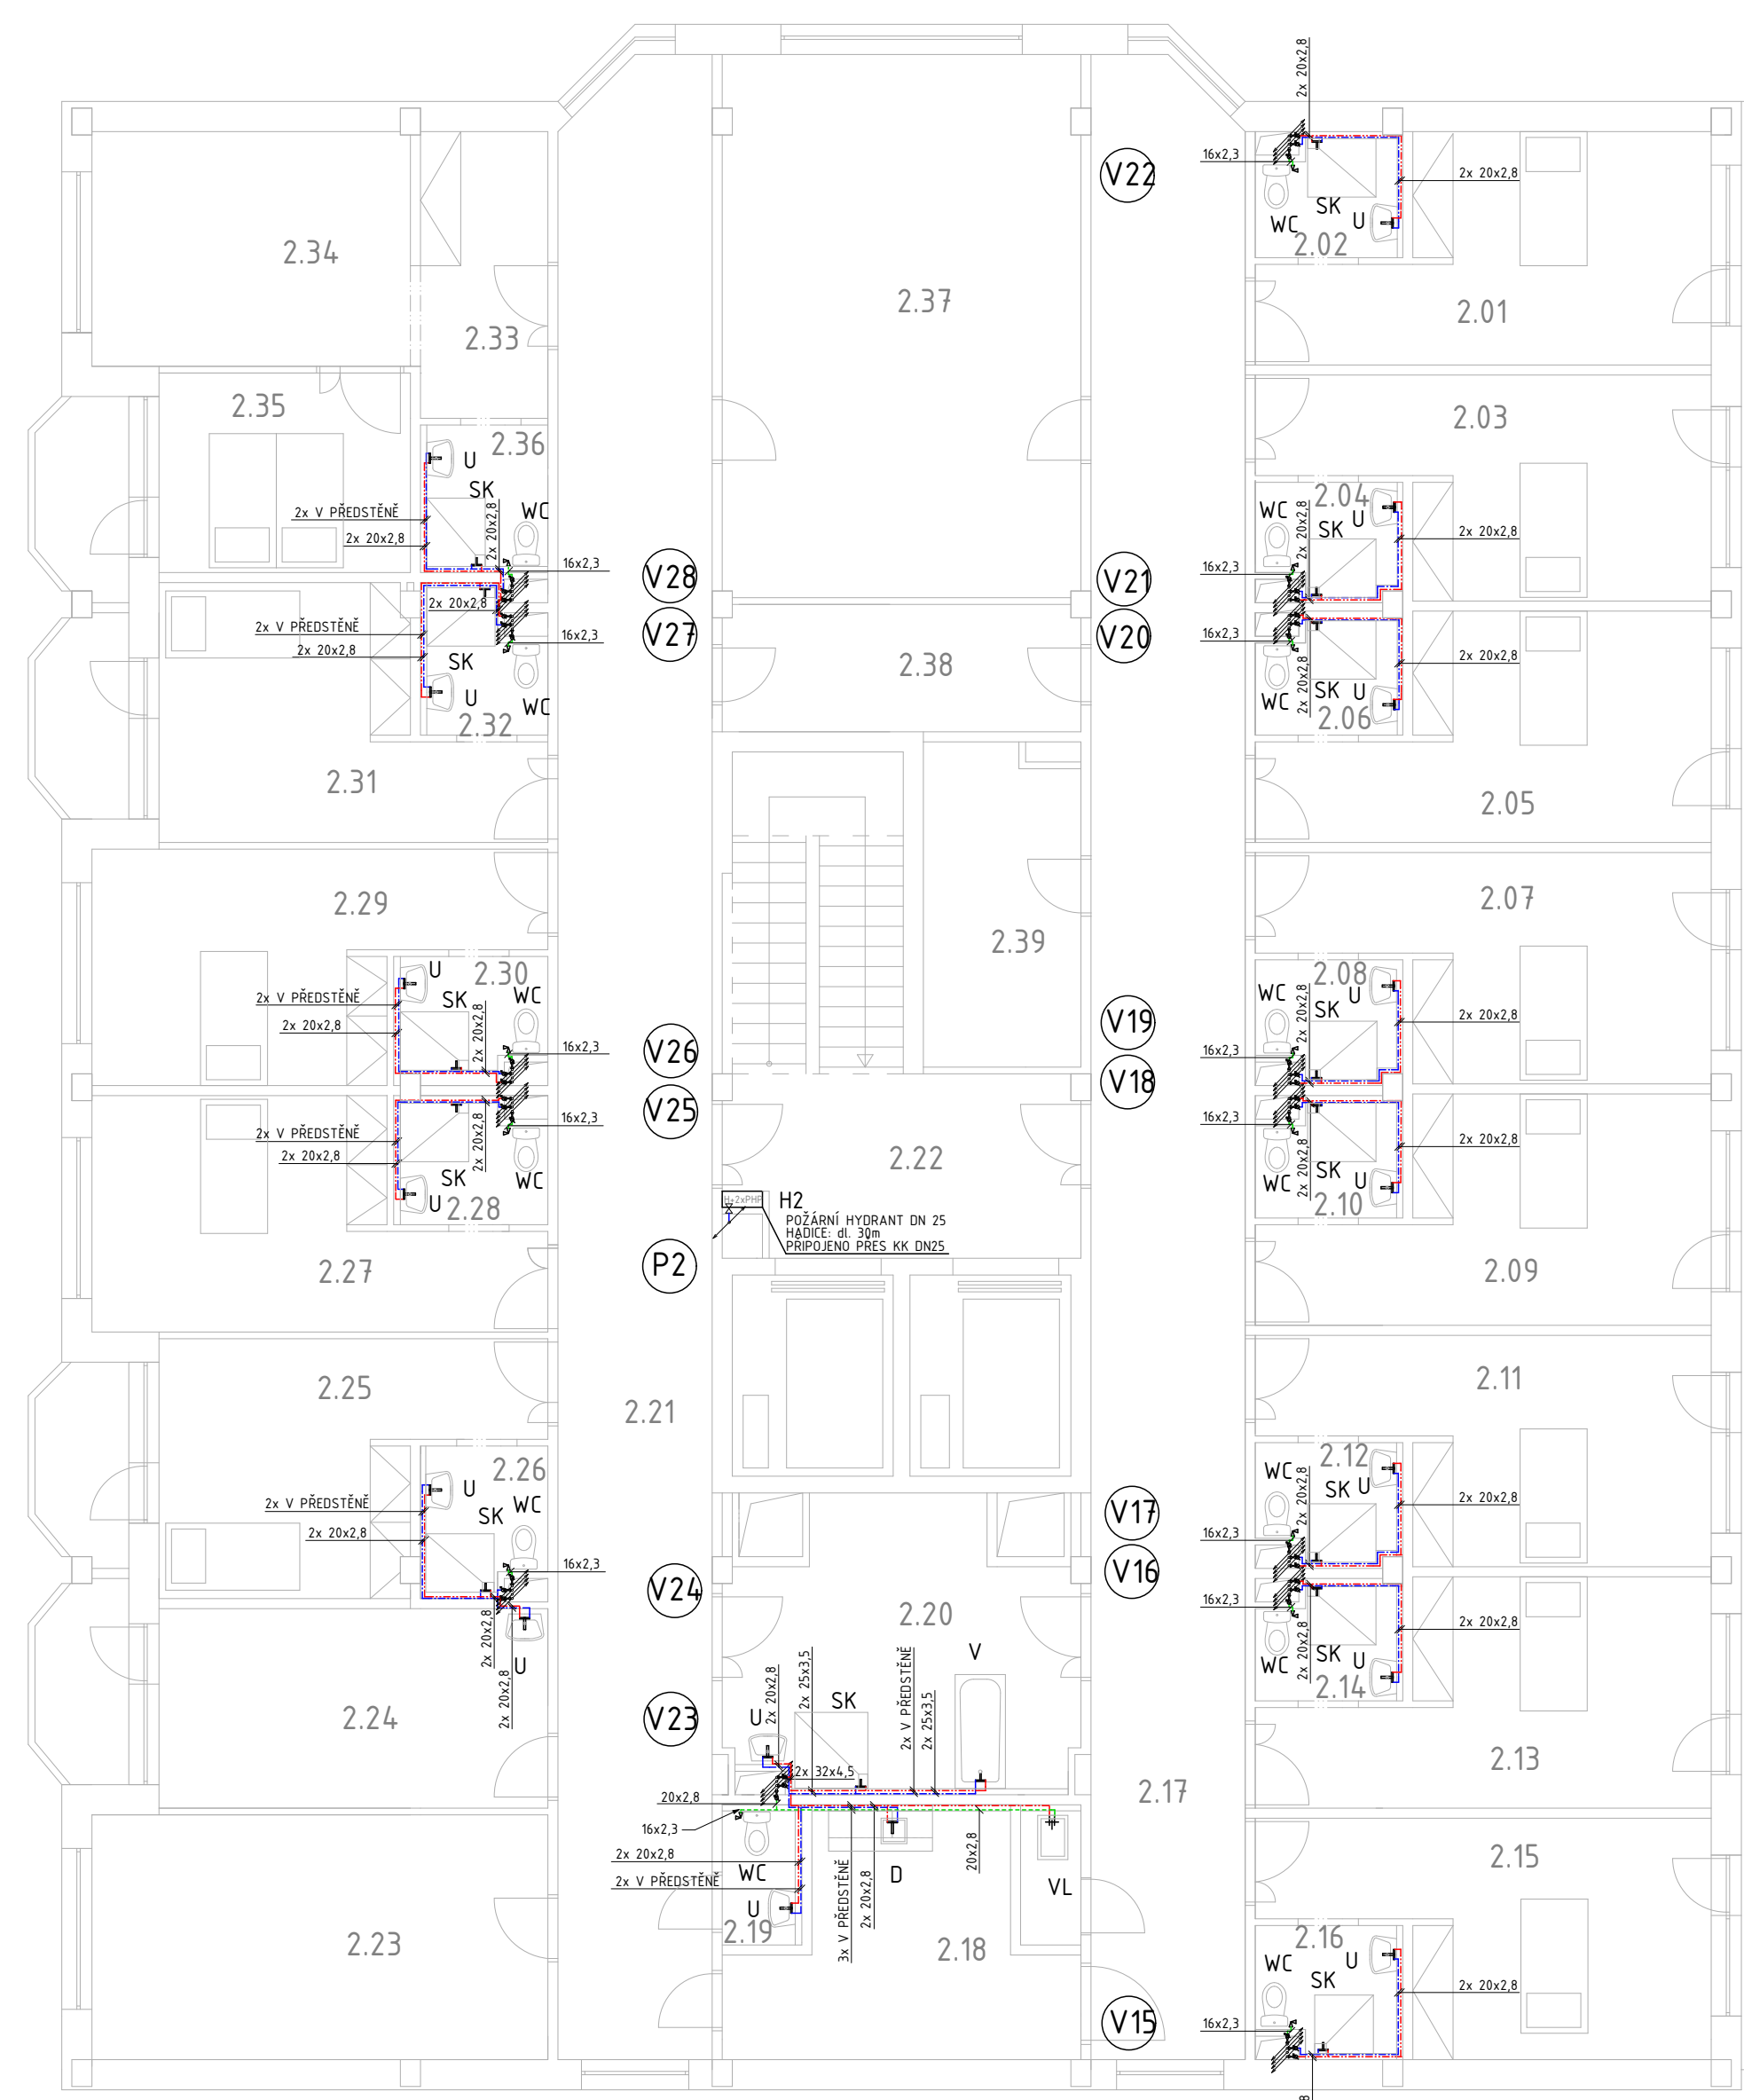 2x 20x2,8
V22
16x2,3
2x 20x2,8
SK
U
WC
2.02
2.34
2.37
2.01
2.33
2.35
2.03
2.36
U
SK
WC
2x V PŘEDSTĚNĚ
2x 20x2,8
2x 20x2,8
16x2,3
V28
V21
2.04
WC
U
SK
2x 20x2,8
2x 20x2,8
16x2,3
2x 20x2,8
2x V PŘEDSTĚNĚ
2x 20x2,8
16x2,3
V27
V20
16x2,3
2x 20x2,8
SK
U
WC
2.32
2.38
2x 20x2,8
SK
U
WC
2.06
2.31
2.05
2.29
2.07
2.39
2.30
U
SK
WC
2x V PŘEDSTĚNĚ
2x 20x2,8
2x 20x2,8
16x2,3
V26
V19
2.08
WC
U
SK
2x 20x2,8
2x 20x2,8
16x2,3
V25
V18
16x2,3
2x V PŘEDSTĚNĚ
2x 20x2,8
2x 20x2,8
SK
WC
U
2.28
16x2,3
2x 20x2,8
2x 20x2,8
SK
U
WC
2.10
2.22
H+2xPHP
H2
POŽÁRNÍ HYDRANT DN 25
HADICE: dl. 30m
PŘIPOJENO PŘES KK DN25
P2
2.27
2.09
2.25
2.11
2.21
2.26
U
SK
WC
2x V PŘEDSTĚNĚ
2x 20x2,8
16x2,3
V24
V17
V16
2.12
WC
SK
U
2x 20x2,8
2x 20x2,8
16x2,3
16x2,3
2x 20x2,8
2x 20x2,8
SK
U
WC
2.14
2x 20x2,8
2x 20x2,8
U
2.20
2.24
V23
U
2x 20x2,8
2x 25x3,5
SK
2x V PŘEDSTĚNĚ
2x 25x3,5
V
2x 32x4,5
20x2,8
16x2,3
2x 20x2,8
2x V PŘEDSTĚNĚ
WC
U
2.19
3x V PŘEDSTĚNĚ
2x 20x2,8
D
20x2,8
VL
2.18
2.17
2.13
2.15
2.23
2.16
WC
U
SK
2x 20x2,8
V15
16x2,3